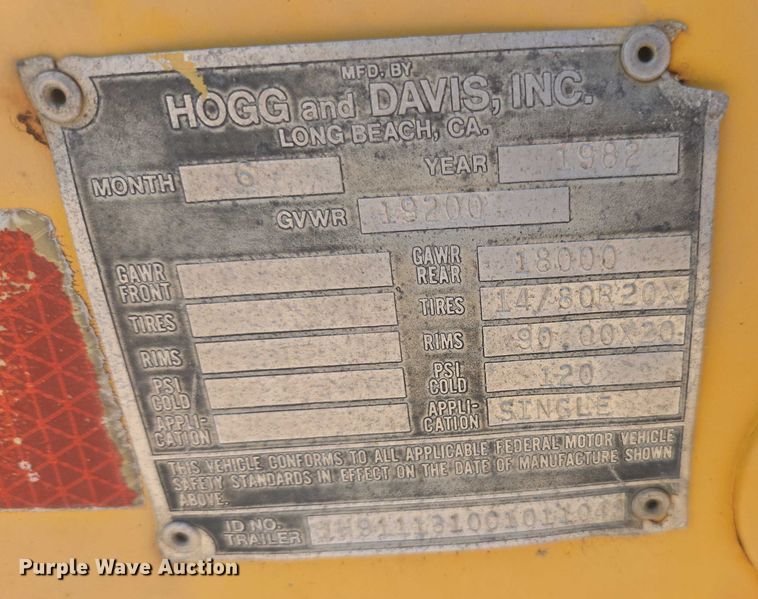 MFD. BY
HOGG and DAVIS, INC.
LONG BEACH, CA.
MONTH 6 YEAR 1982
GVWR 19200
GAWR FRONT GAWR REAR 18000
TIRES TIRES 14/80R20X
RIMS RIMS 90.00X20
PSI COLD PSI COLD 120
APPLI-CATION APPLI-CATION SINGLE
THIS VEHICLE CONFORMS TO ALL APPLICABLE FEDERAL MOTOR VEHICLE
SAFETY STANDARDS IN EFFECT ON THE DATE OF MANUFACTURE SHOWN
ABOVE.
ID NO.
TRAILER
Purple Wave Auction